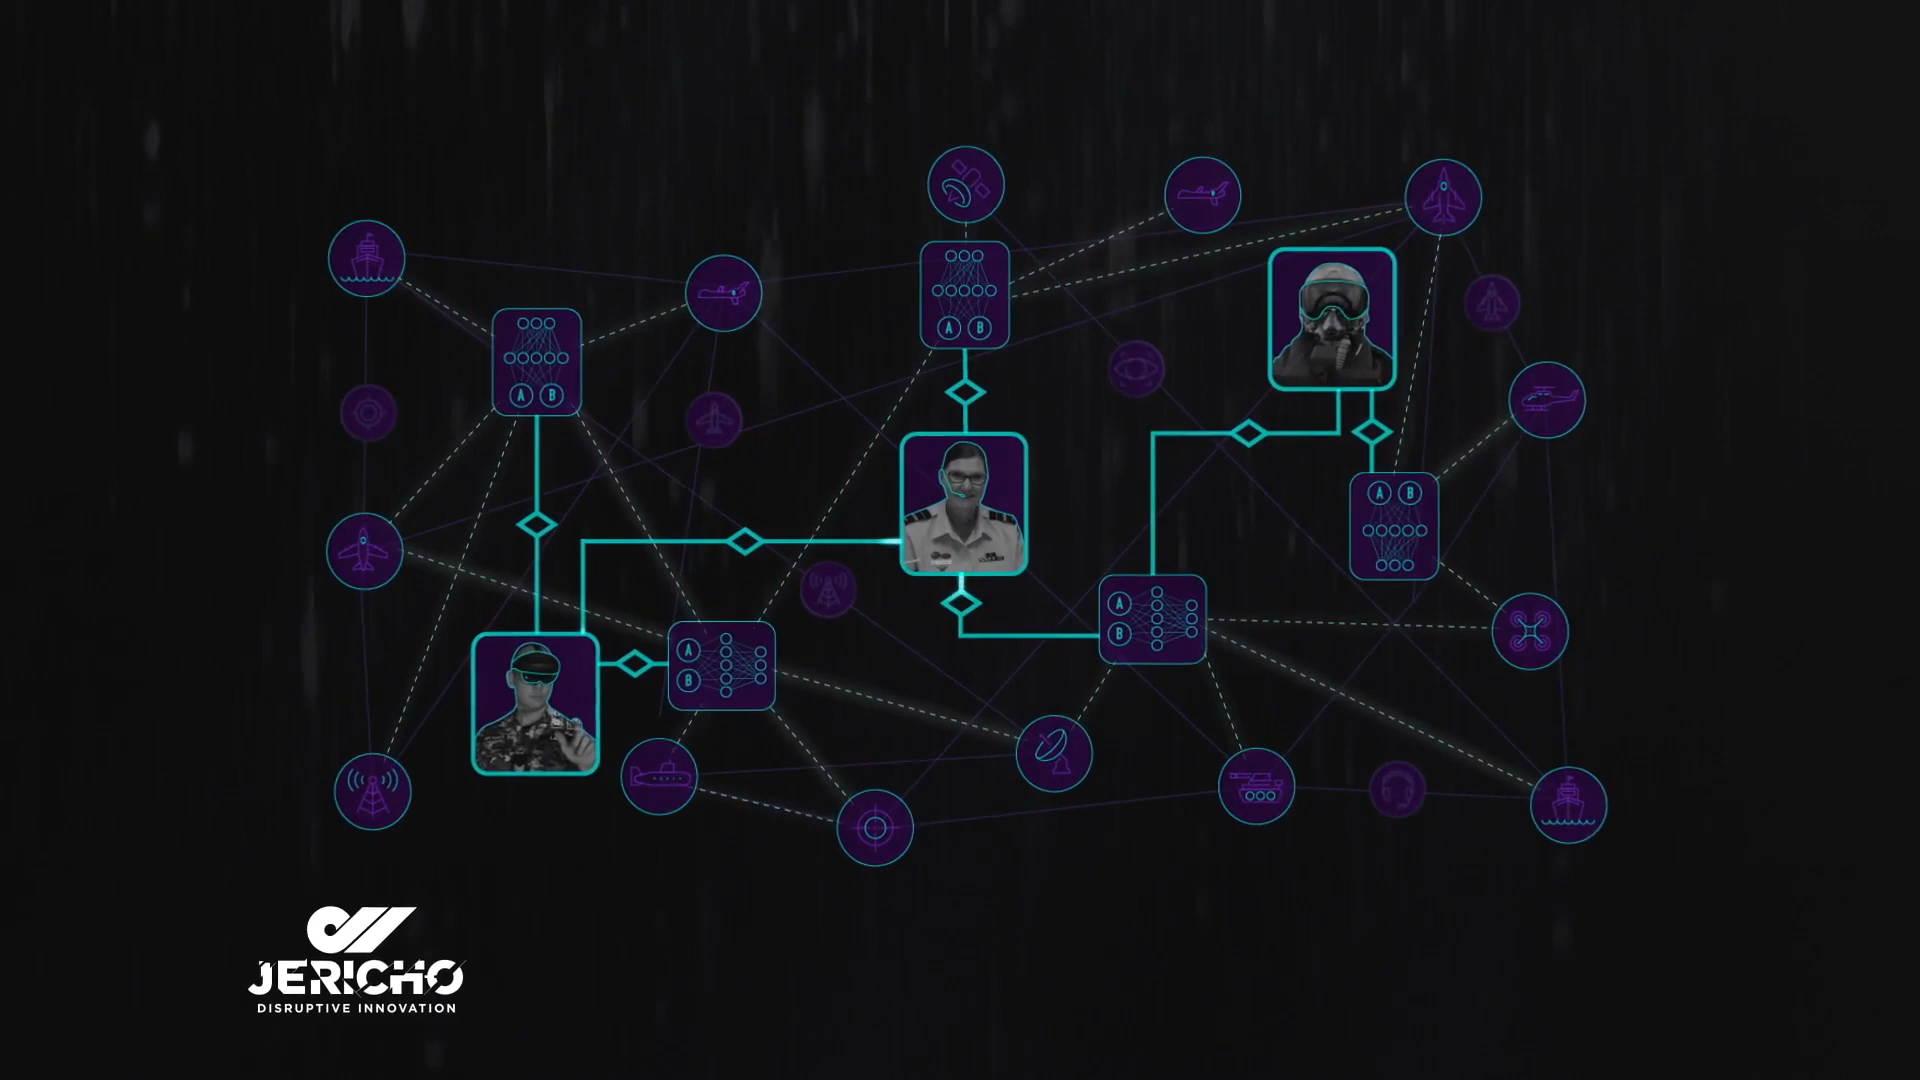 A B
A B
A B
A
B
A
B
JERICHO
DISRUPTIVE INNOVATION